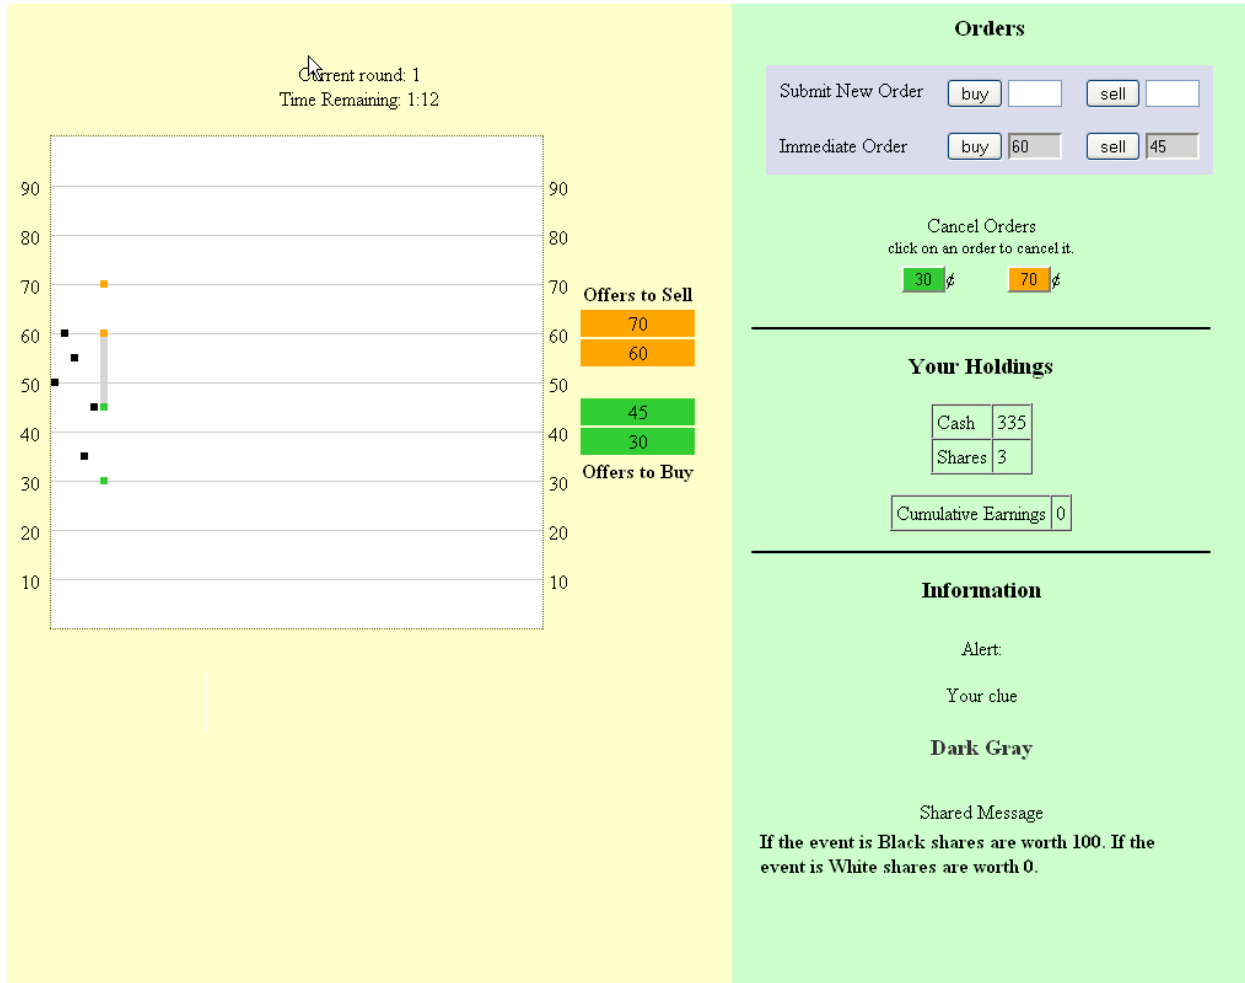 Current round: 1
Time Remaining: 1:12
90 90
80 80
70 70
60 60
50 50
40 40
30 30
20 20
10 10
Offers to Sell
70
60
45
30
Offers to Buy
Orders
Submit New Order buy sell
Immediate Order buy 60 sell 45
Cancel Orders
click on an order to cancel it.
30 ¢ 70 ¢
Your Holdings
Cash 335
Shares 3
Cumulative Earnings 0
Information
Alert:
Your clue
Dark Gray
Shared Message
If the event is Black shares are worth 100. If the
event is White shares are worth 0.